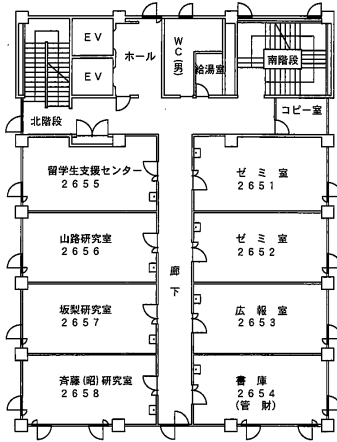 EV
EV
ホール
WC(男)
給湯室
南階段
コピー室
北階段
留学生支援センター
2655
ゼミ室
2651
山路研究室
2656
ゼミ室
2652
廊下
坂梨研究室
2657
広報室
2653
斉藤(昭)研究室
2658
書庫
2654
(管財)